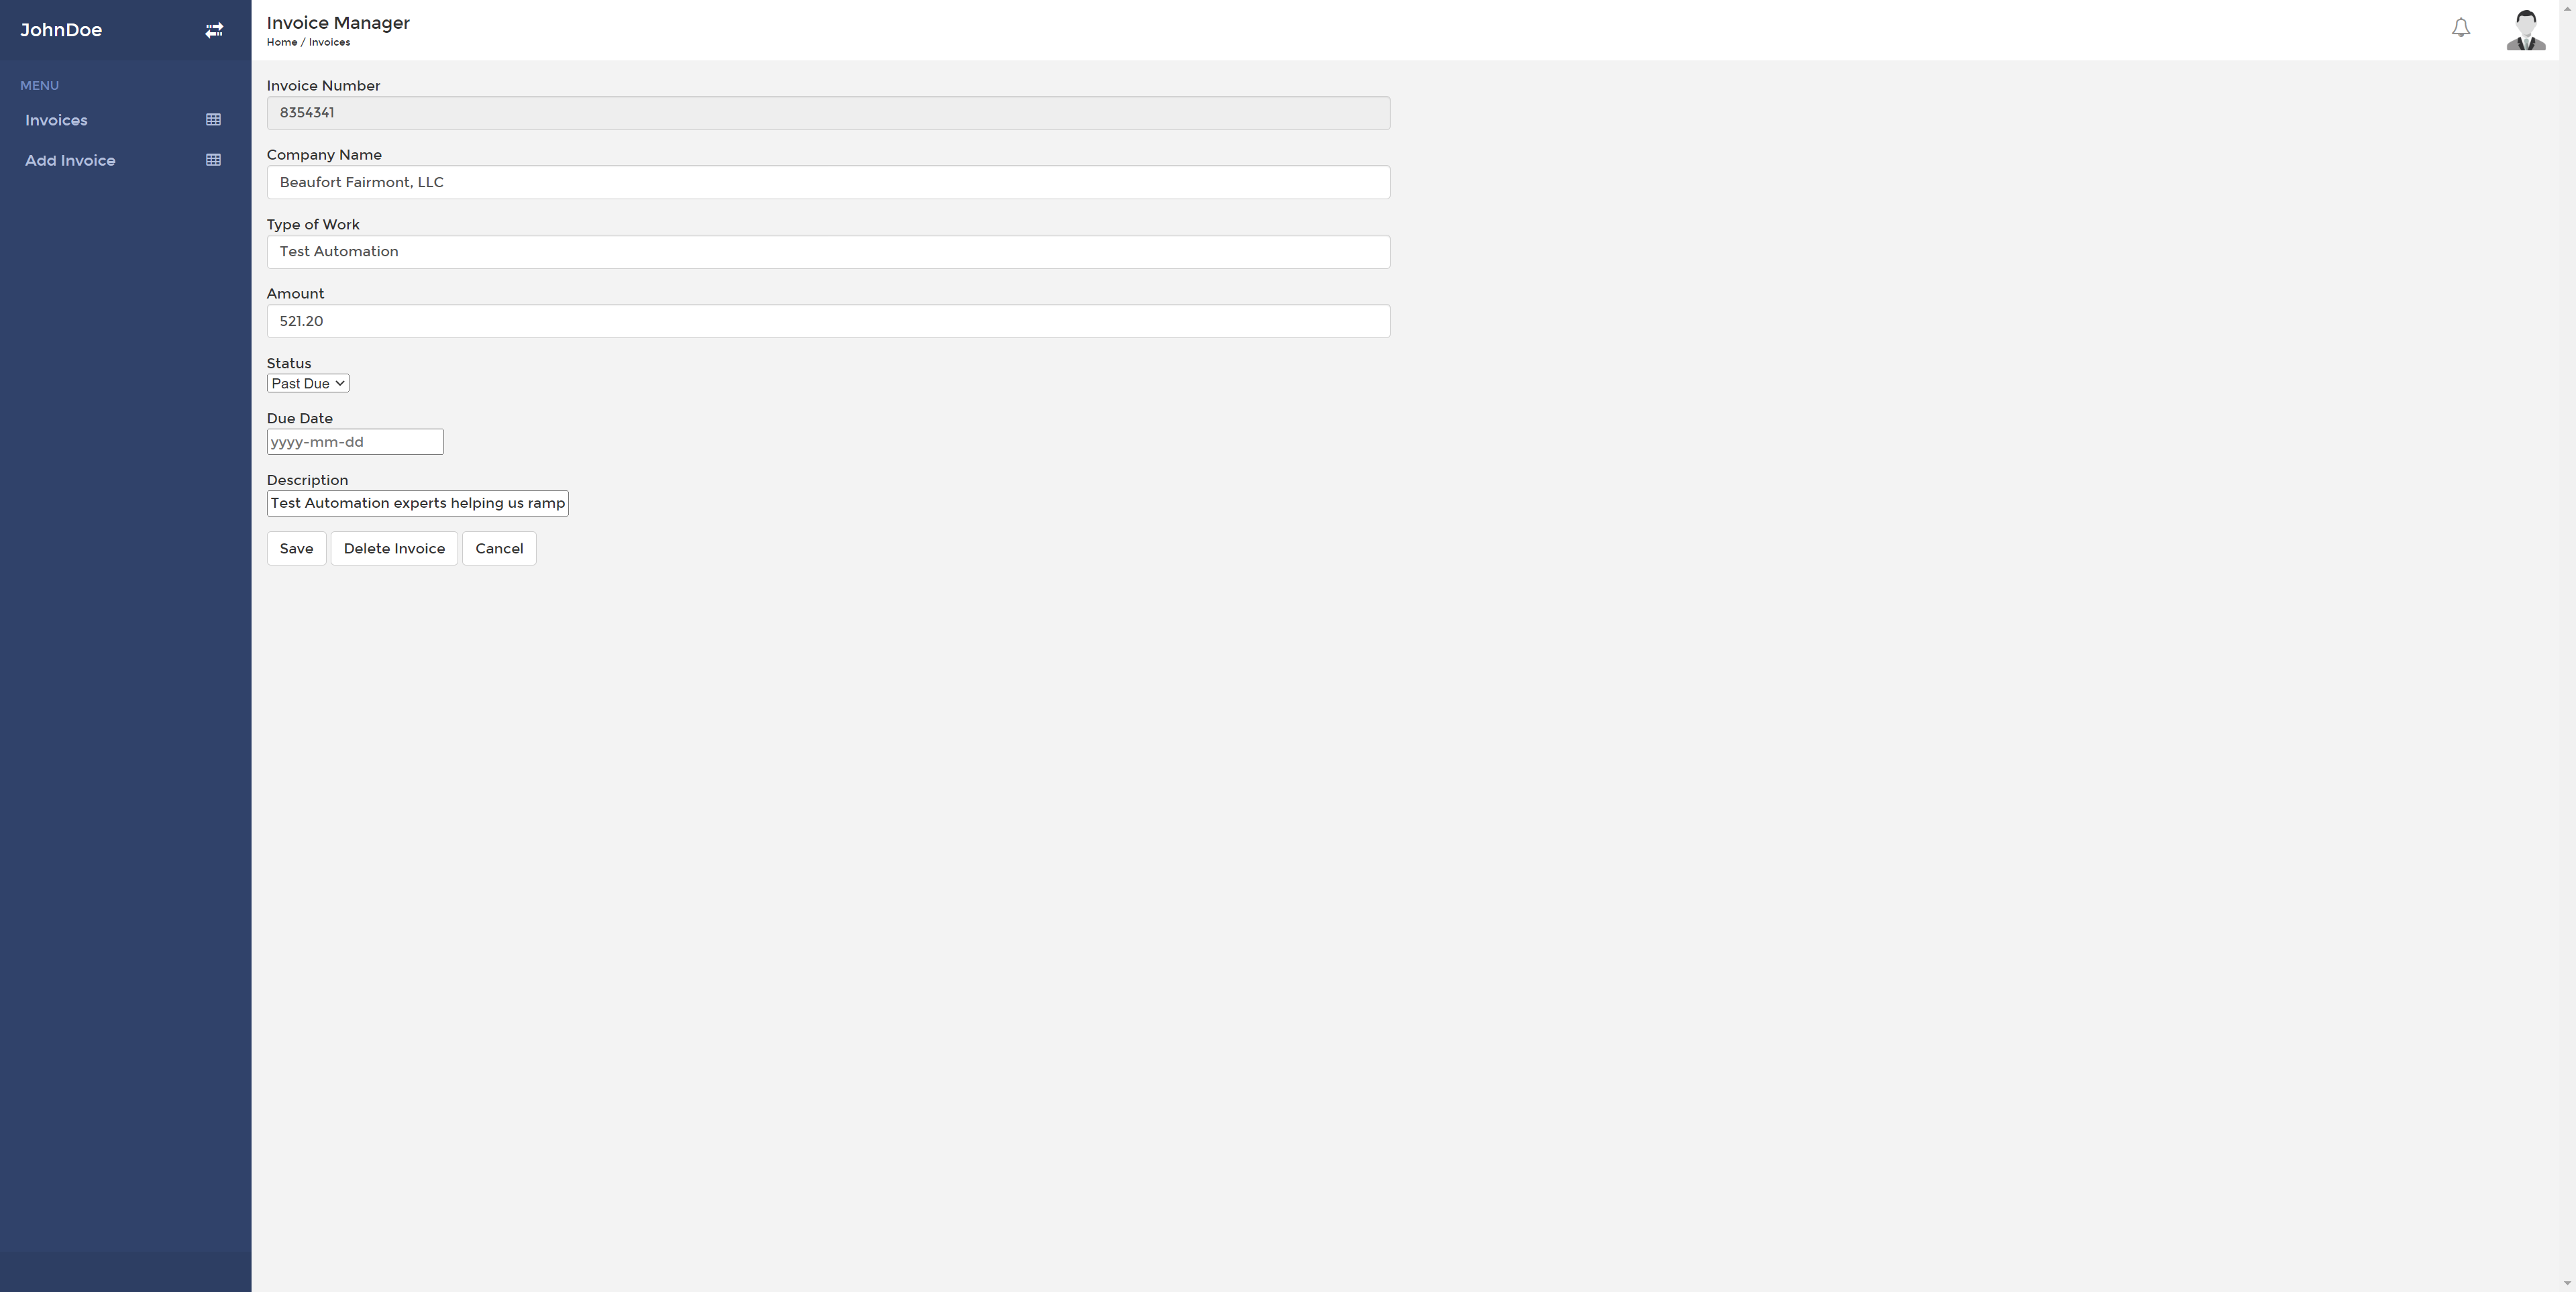 JohnDoe
MENU
Invoices
Add Invoice
Invoice Manager
Home / Invoices
Invoice Number
8354341
Company Name
Beaufort Fairmont, LLC
Type of Work
Test Automation
Amount
521.20
Status
Past Due
Due Date
yyyy-mm-dd
Description
Test Automation experts helping us ramp
Save
Delete Invoice
Cancel